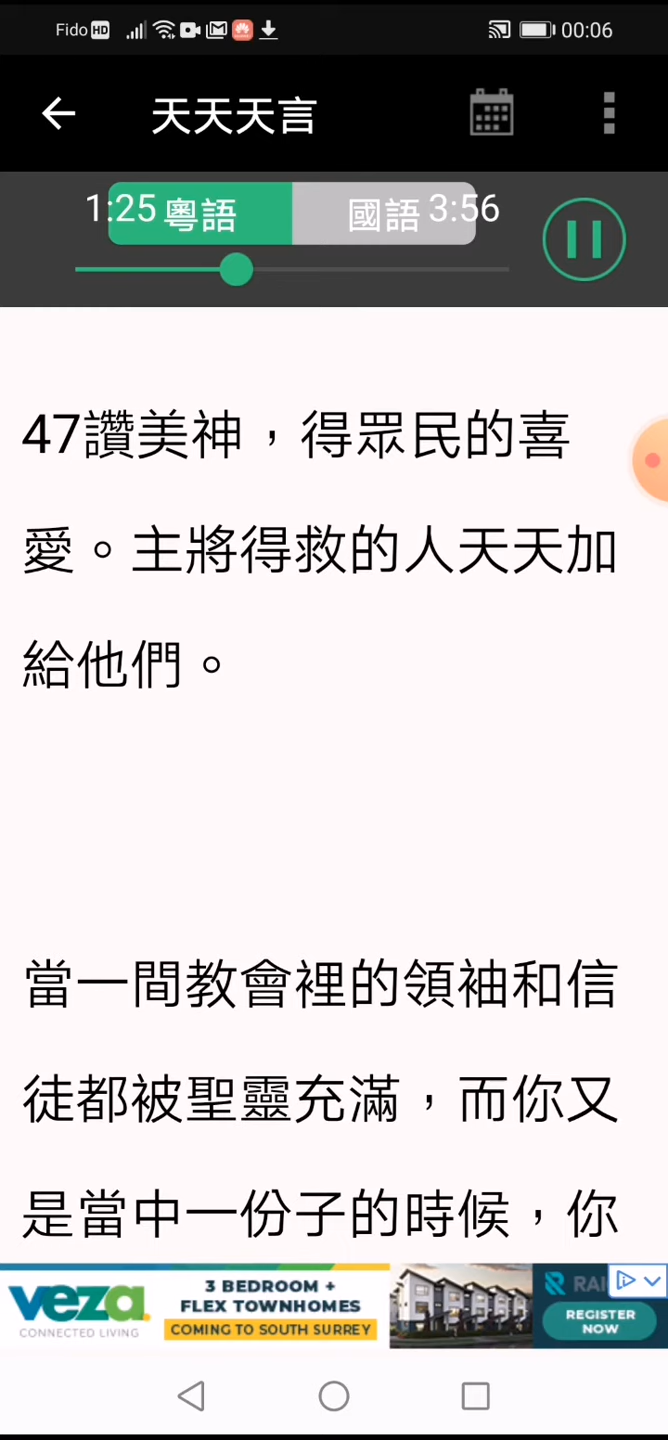 Fido HD 00:06
天天天言
1:25 粵語 國語 3:56
47讚美神，得眾民的喜
愛。主將得救的人天天加
給他們。
當一間教會裡的領袖和信
徒都被聖靈充滿，而你又
是當中一份子的時候，你
veza
CONNECTED LIVING
3 BEDROOM +
FLEX TOWNHOMES
COMING TO SOUTH SURREY
REGISTER
NOW